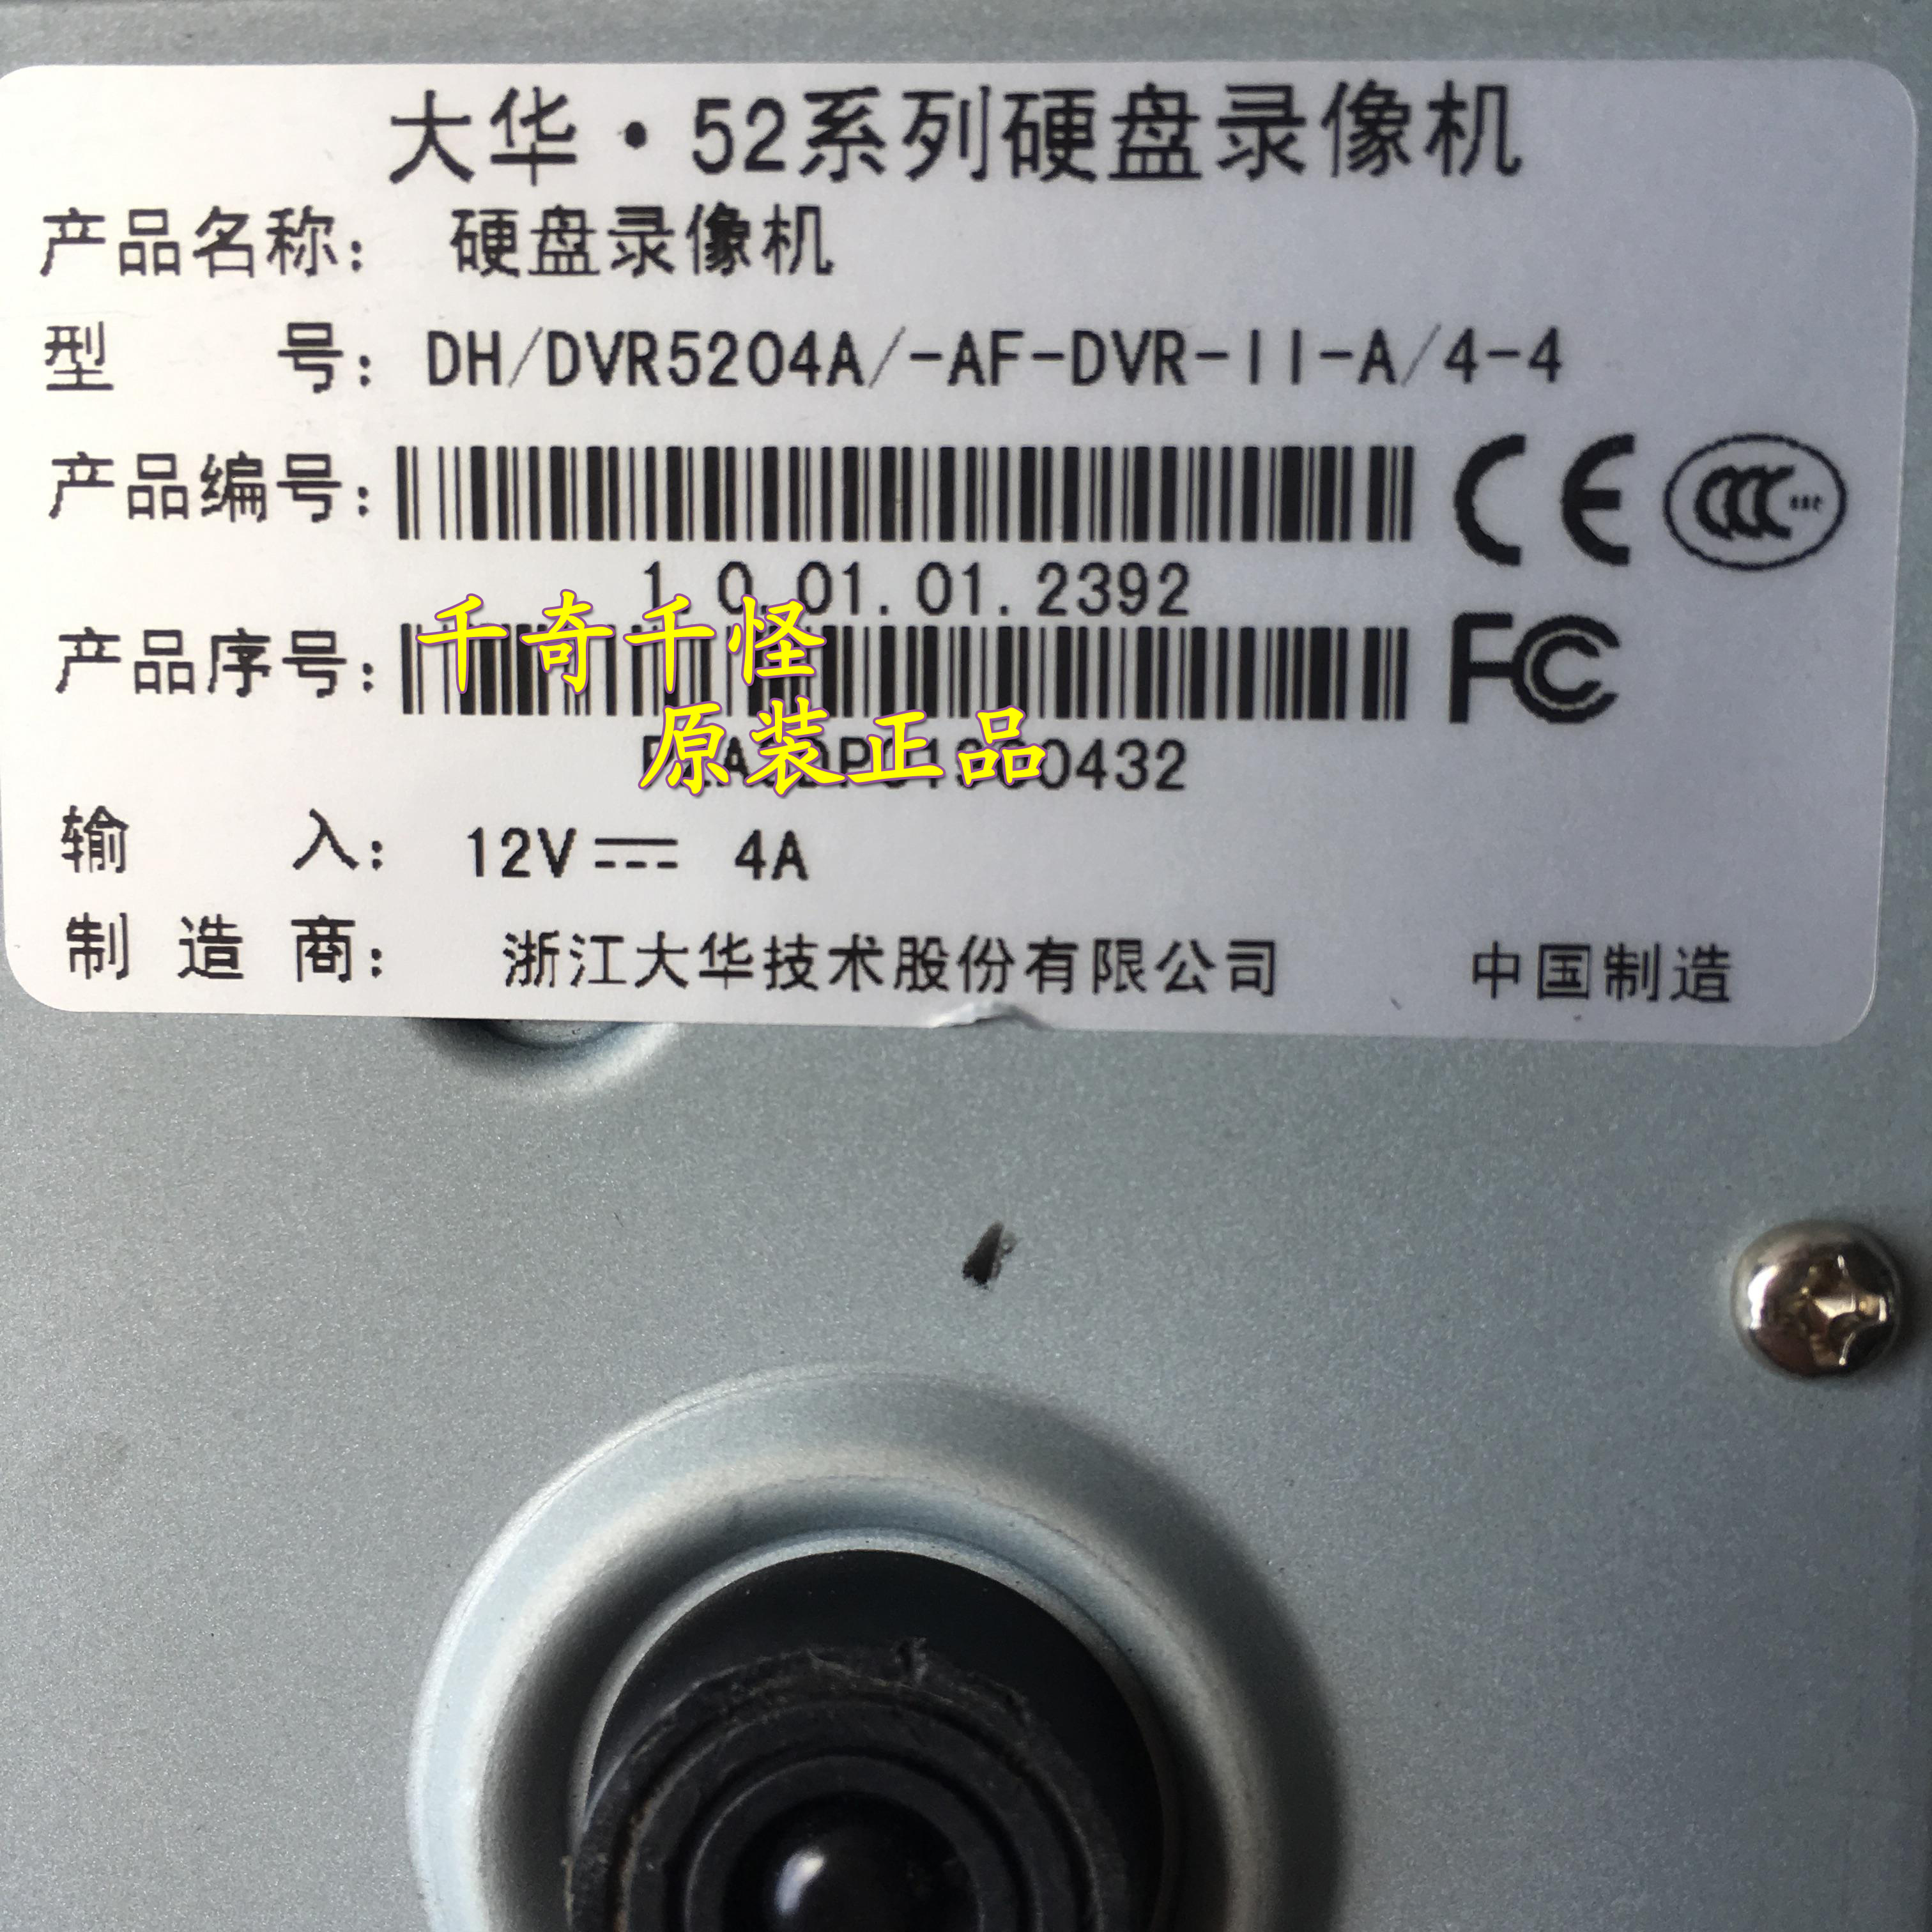 大华·52系列硬盘录像机
产品名称: 硬盘录像机
型 号: DH/DVR5204A/-AF-DVR-II-A/4-4
产品编号:
CE
CCC
1.0.01.01.2392
千奇千怪
产品序号:
FC
原装正品
输 入: 12V 4A
制 造 商: 浙江大华技术股份有限公司 中国制造